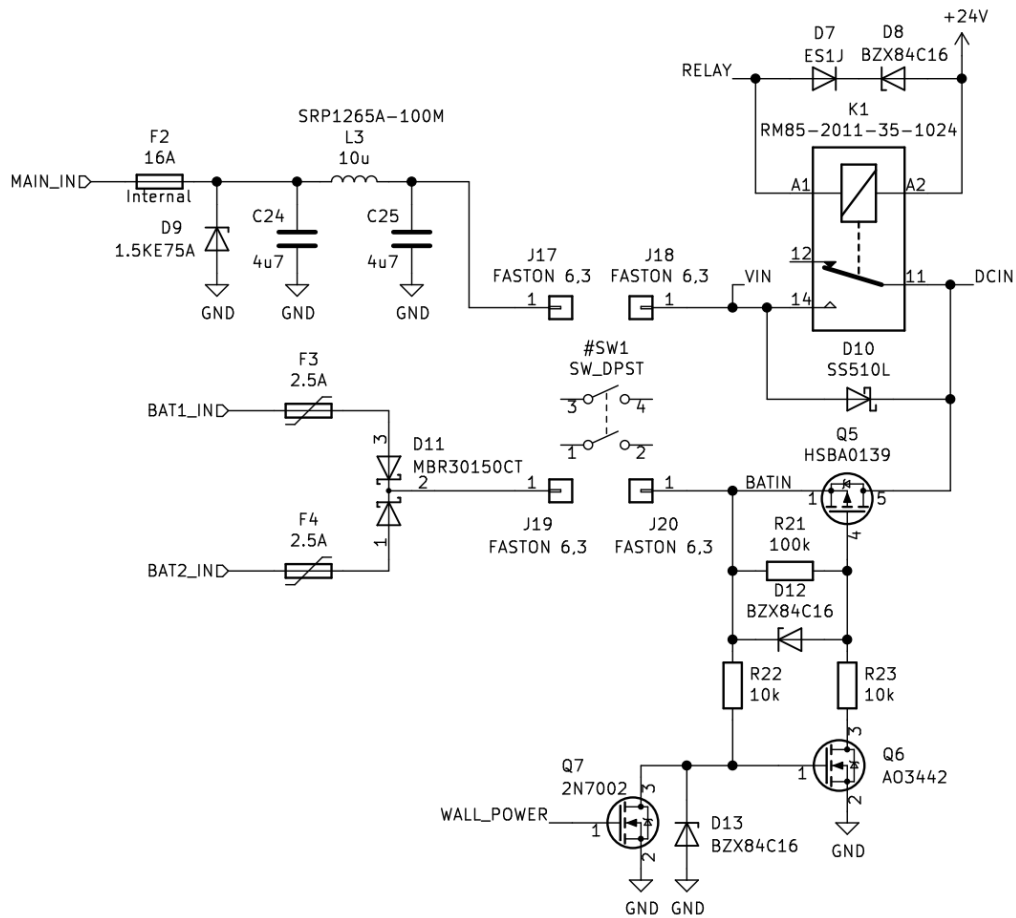 +24V
D7
ES1J
D8
BZX84C16
RELAY
K1
RM85-2011-35-1024
A1
A2
12
11
14
DCIN
SRP1265A-100M
L3
10u
F2
16A
Internal
MAIN_IN
D9
1.5KE75A
C24
4u7
C25
4u7
GND
GND
GND
J17
FASTON 6,3
1
J18
FASTON 6,3
1
VIN
D10
SS510L
#SW1
SW_DPST
3
4
1
2
F3
2.5A
BAT1_IN
3
D11
MBR30150CT
2
1
F4
2.5A
BAT2_IN
1
J19
FASTON 6,3
1
J20
FASTON 6,3
BATIN
Q5
HSBA0139
1
5
4
R21
100k
D12
BZX84C16
R22
10k
R23
10k
3
Q6
AO3442
1
2
GND
Q7
2N7002
3
WALL_POWER
1
2
D13
BZX84C16
GND
GND